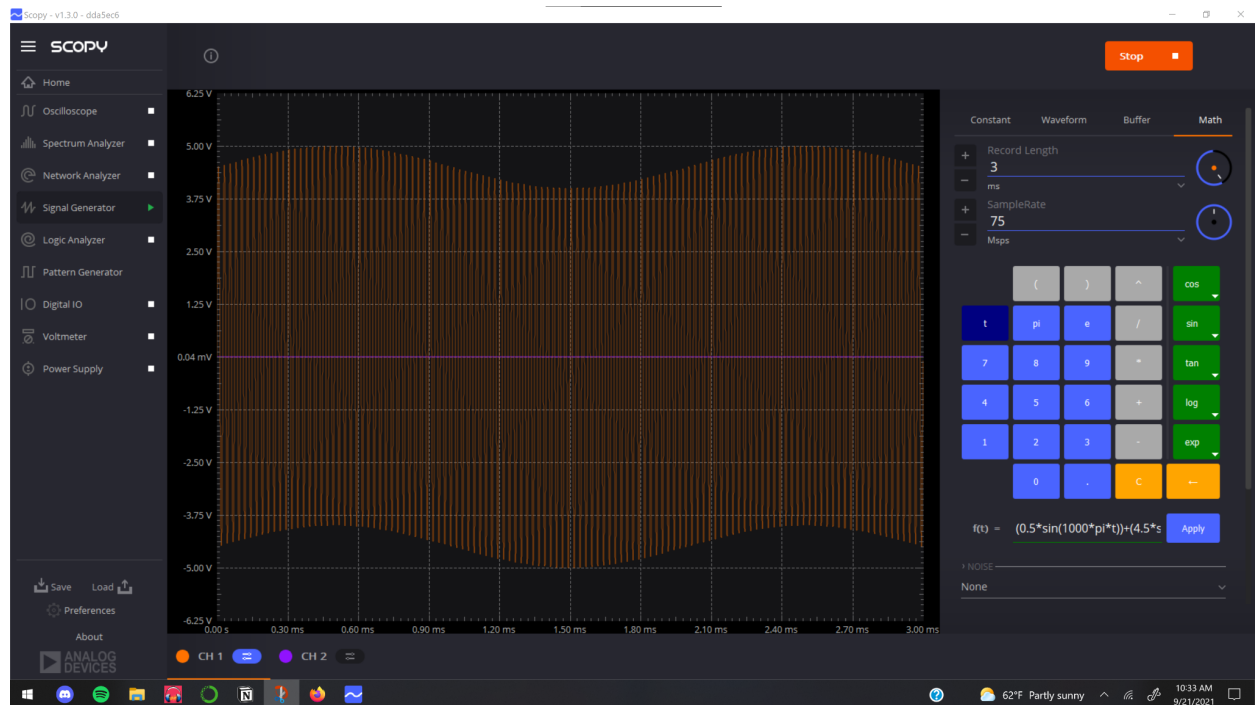 Scopy - v1.3.0 - dda5ec6
SCOPY
Stop
Home
Oscilloscope
Spectrum Analyzer
Network Analyzer
Signal Generator
Logic Analyzer
Pattern Generator
Digital IO
Voltmeter
Power Supply
Save Load
Preferences
About
ANALOG
DEVICES
6.25 V
5.00 V
3.75 V
2.50 V
1.25 V
0.04 mV
-1.25 V
-2.50 V
-3.75 V
-5.00 V
-6.25 V
0.00 s 0.30 ms 0.60 ms 0.90 ms 1.20 ms 1.50 ms 1.80 ms 2.10 ms 2.40 ms 2.70 ms 3.00 ms
CH 1 CH 2
Constant Waveform Buffer Math
+ Record Length
3
- ms
+ SampleRate
75
- Msps
( ) ^ cos
t pi e / sin
7 8 9 * tan
4 5 6 + log
1 2 3 - exp
0 . C ←
f(t) = (0.5*sin(1000*pi*t))+(4.5*s Apply
NOISE
None
62°F Partly sunny
10:33 AM
9/21/2021